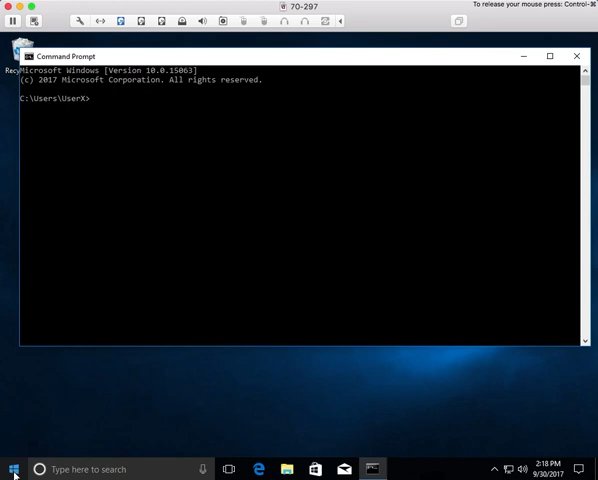 70-297
To release your mouse press: Control-⌘
Command Prompt
Microsoft Windows [Version 10.0.15063]
(c) 2017 Microsoft Corporation. All rights reserved.
C:\Users\UserX>
Recy
Type here to search
2:18 PM
9/30/2017